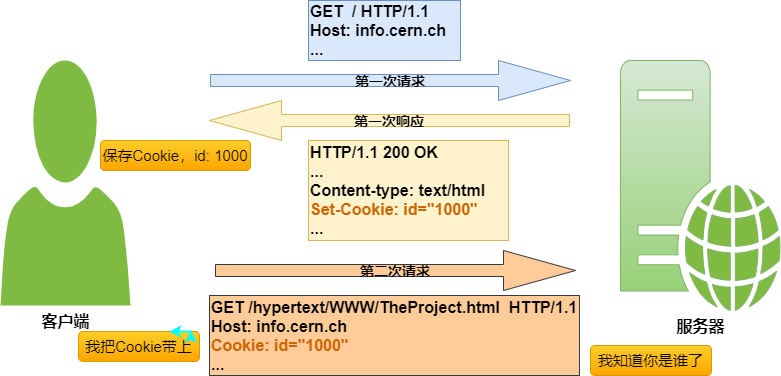 GET / HTTP/1.1
Host: info.cern.ch
...
第一次请求
第一次响应
保存Cookie，id: 1000
HTTP/1.1 200 OK
...
Content-type: text/html
Set-Cookie: id="1000"
...
第二次请求
GET /hypertext/WWW/TheProject.html HTTP/1.1
Host: info.cern.ch
Cookie: id="1000"
...
客户端
我把Cookie带上
服务器
我知道你是谁了